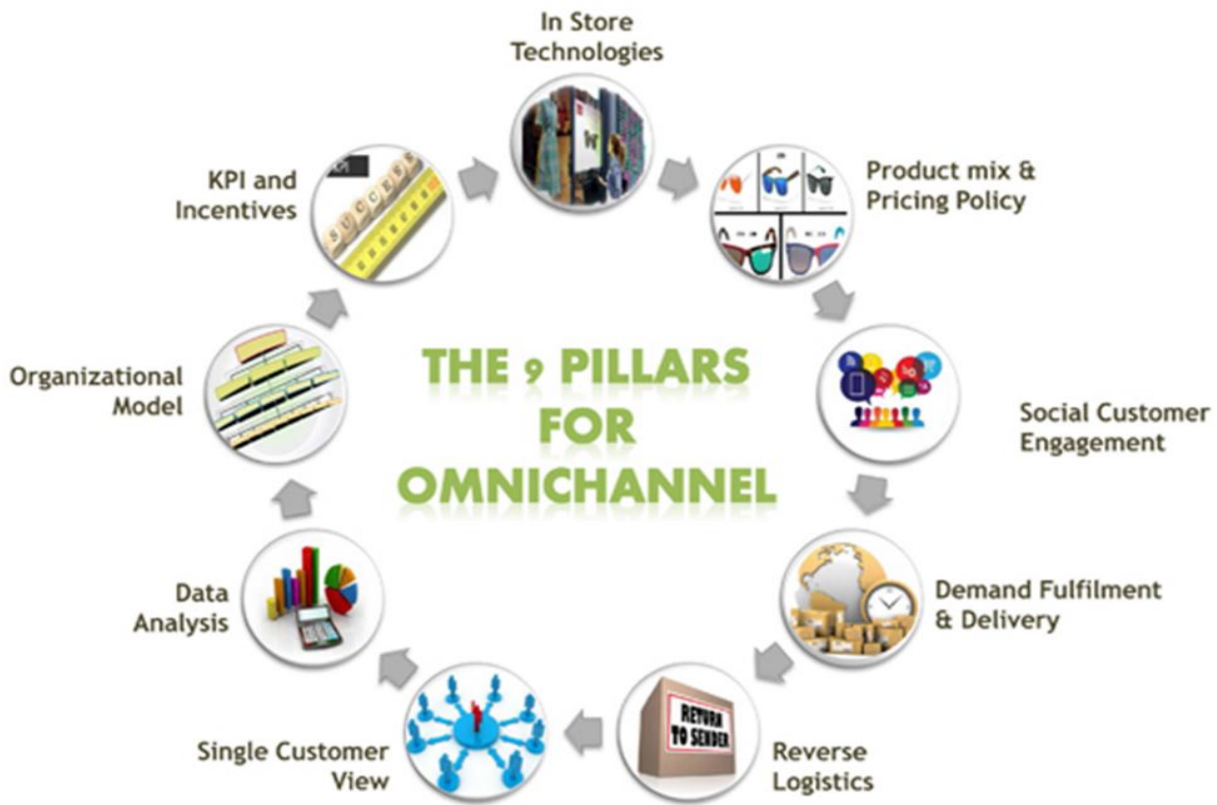 In Store
Technologies
KPI and
Incentives
Product mix &
Pricing Policy
Organizational
Model
THE 9 PILLARS
FOR
OMNICHANNEL
Social Customer
Engagement
Data
Analysis
Demand Fulfilment
& Delivery
Single Customer
View
Reverse
Logistics
RETURN
TO SENDER
SUCCESS